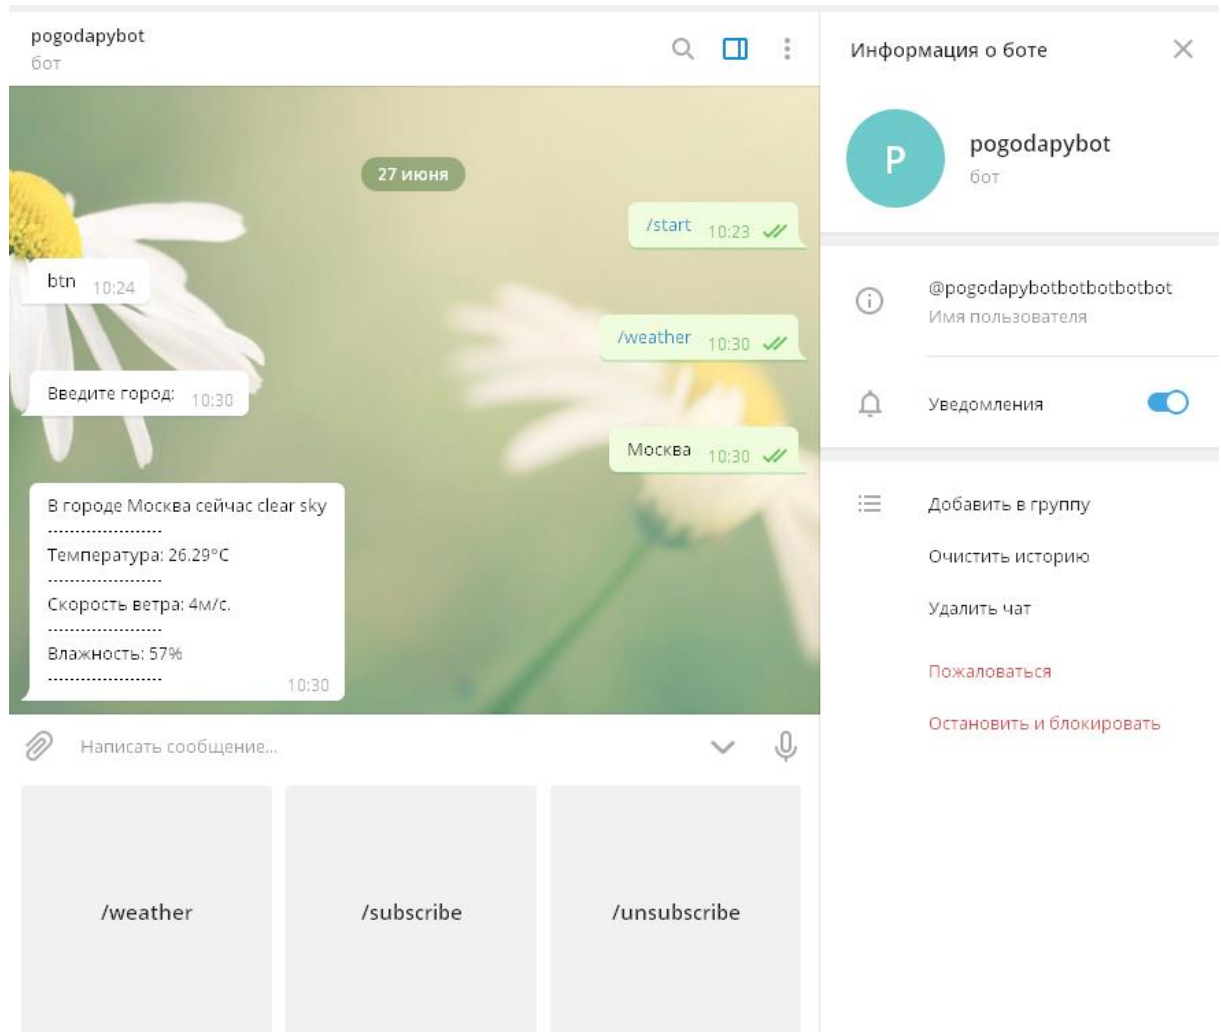 pogodapybot
бот
27 июня
/start 10:23
btn 10:24
/weather 10:30
Введите город: 10:30
Москва 10:30
В городе Москва сейчас clear sky
---------------------
Температура: 26.29°C
---------------------
Скорость ветра: 4м/с.
---------------------
Влажность: 57%
---------------------
10:30
Написать сообщение...
/weather
/subscribe
/unsubscribe
Информация о боте
P
pogodapybot
бот
@pogodapybotbotbotbotbot
Имя пользователя
Уведомления
Добавить в группу
Очистить историю
Удалить чат
Пожаловаться
Остановить и блокировать